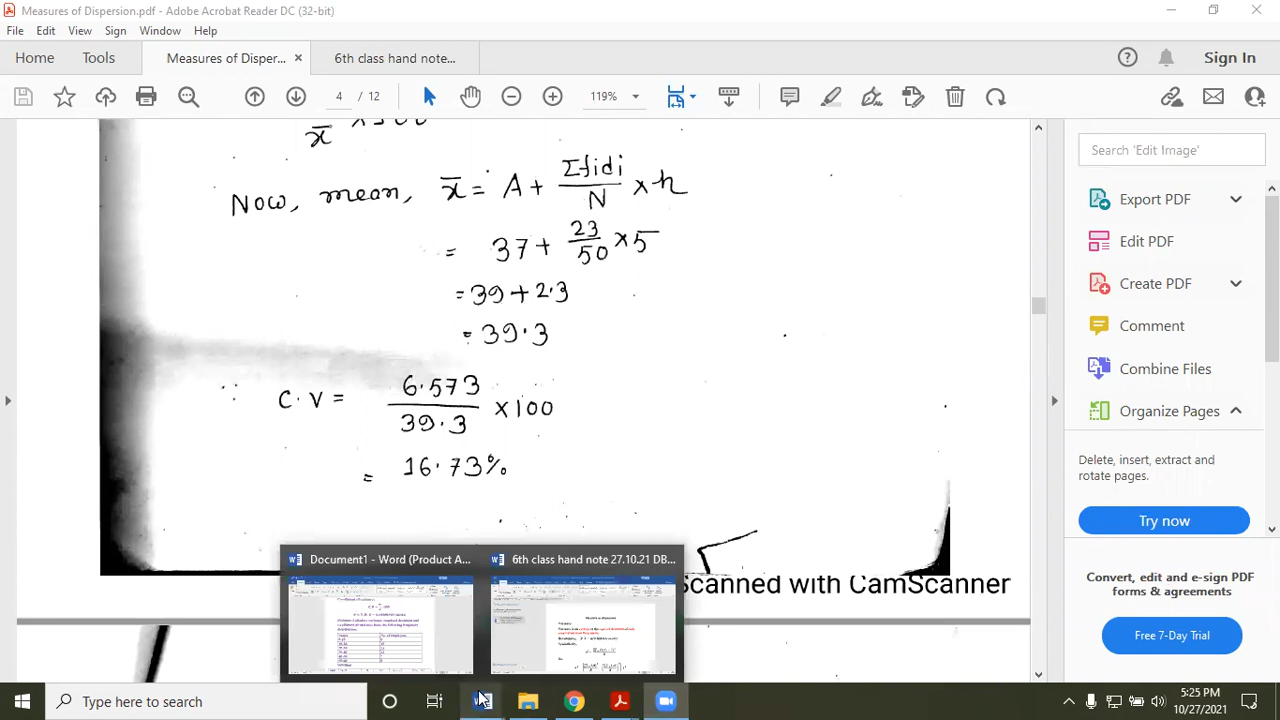 Measures of Dispersion.pdf - Adobe Acrobat Reader DC (32-bit)
File Edit View Sign Window Help
Home Tools Measures of Disper... × 6th class hand note... Sign In
4 / 12 119%
x̄ ×100
Now, mean, x̄ = A + Σfidi/N × h
= 37 + 23/50 × 5
= 39 + 2.3
= 39.3
∵ C.V = 6.573/39.3 × 100
= 16.73%
Scanned with CamScanner
Search 'Edit Image'
Export PDF
Edit PDF
Create PDF
Comment
Combine Files
Organize Pages
Delete, insert, extract and
rotate pages.
Try now
Convert, edit and e-sign PDF
forms & agreements
Free 7-Day Trial
Document1 - Word (Product A... 6th class hand note 27.10.21 DB...
Type here to search
5:25 PM
10/27/2021